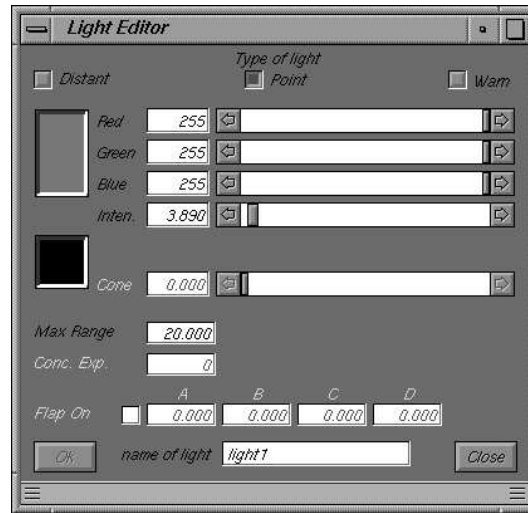 Light Editor
Type of light
Distant Point Warn
Red 255
Green 255
Blue 255
Inten. 3.890
Cone 0.000
Max Range 20.000
Conc. Exp. 0
A B C D
Flap On 0.000 0.000 0.000 0.000
Ok name of light light1 Close